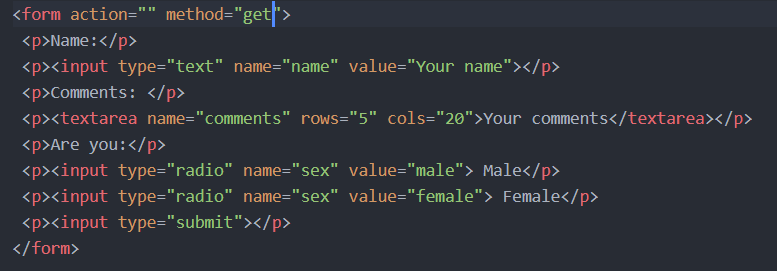 <form action="" method="get">
<p>Name:</p>
<p><input type="text" name="name" value="Your name"></p>
<p>Comments: </p>
<p><textarea name="comments" rows="5" cols="20">Your comments</textarea></p>
<p>Are you:</p>
<p><input type="radio" name="sex" value="male"> Male</p>
<p><input type="radio" name="sex" value="female"> Female</p>
<p><input type="submit"></p>
</form>